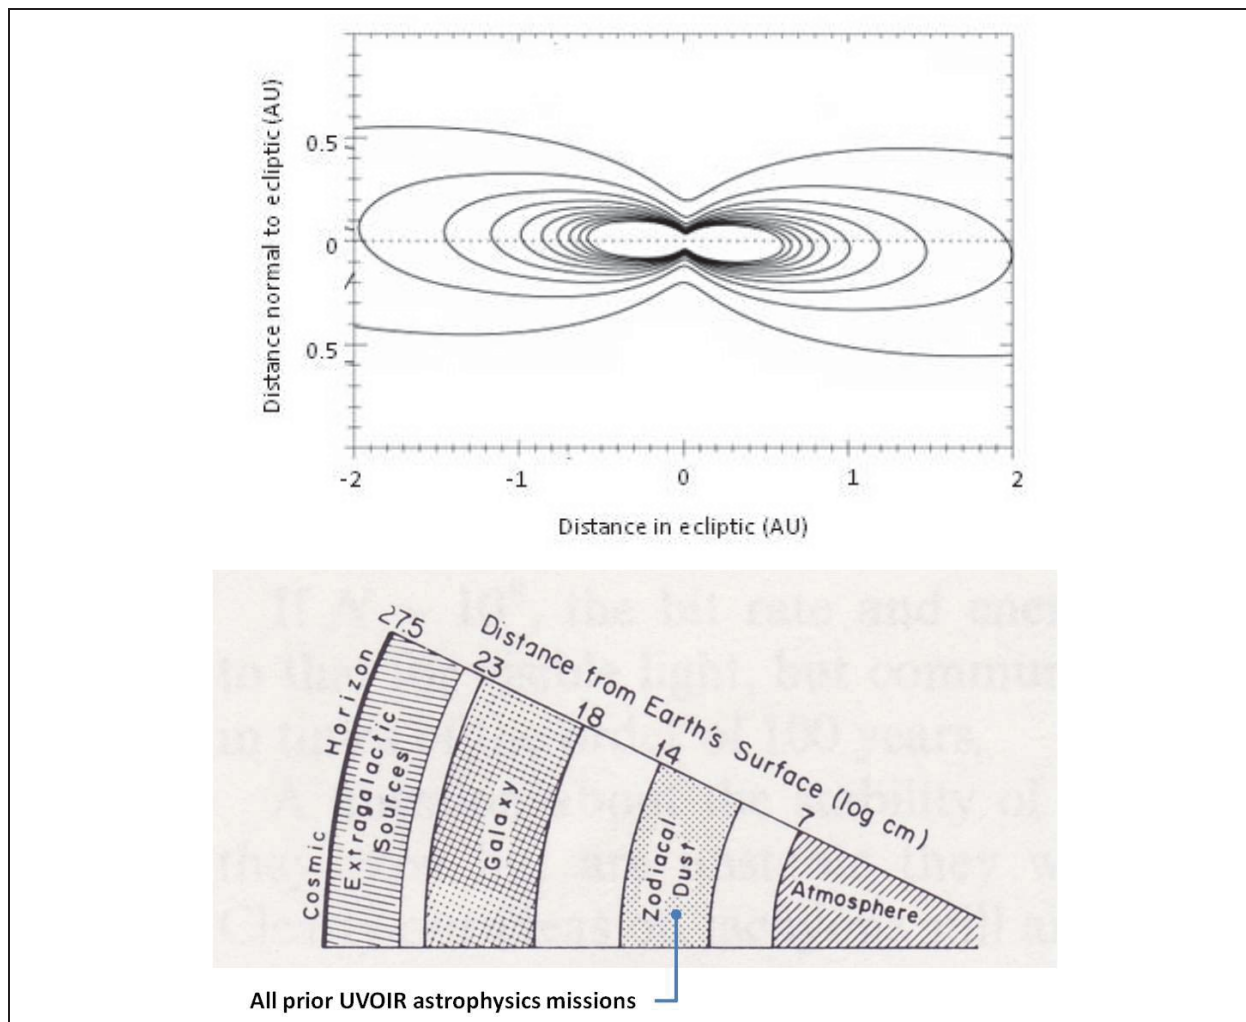 Distance normal to ecliptic (AU)
0.5
0
0.5
-2
-1
0
1
2
Distance in ecliptic (AU)
27.5
23
18
14
7
Distance from Earth's Surface (log cm)
Cosmic Horizon
Extragalactic
Sources
Galaxy
Zodiacal
Dust
Atmosphere
All prior UVOIR astrophysics missions